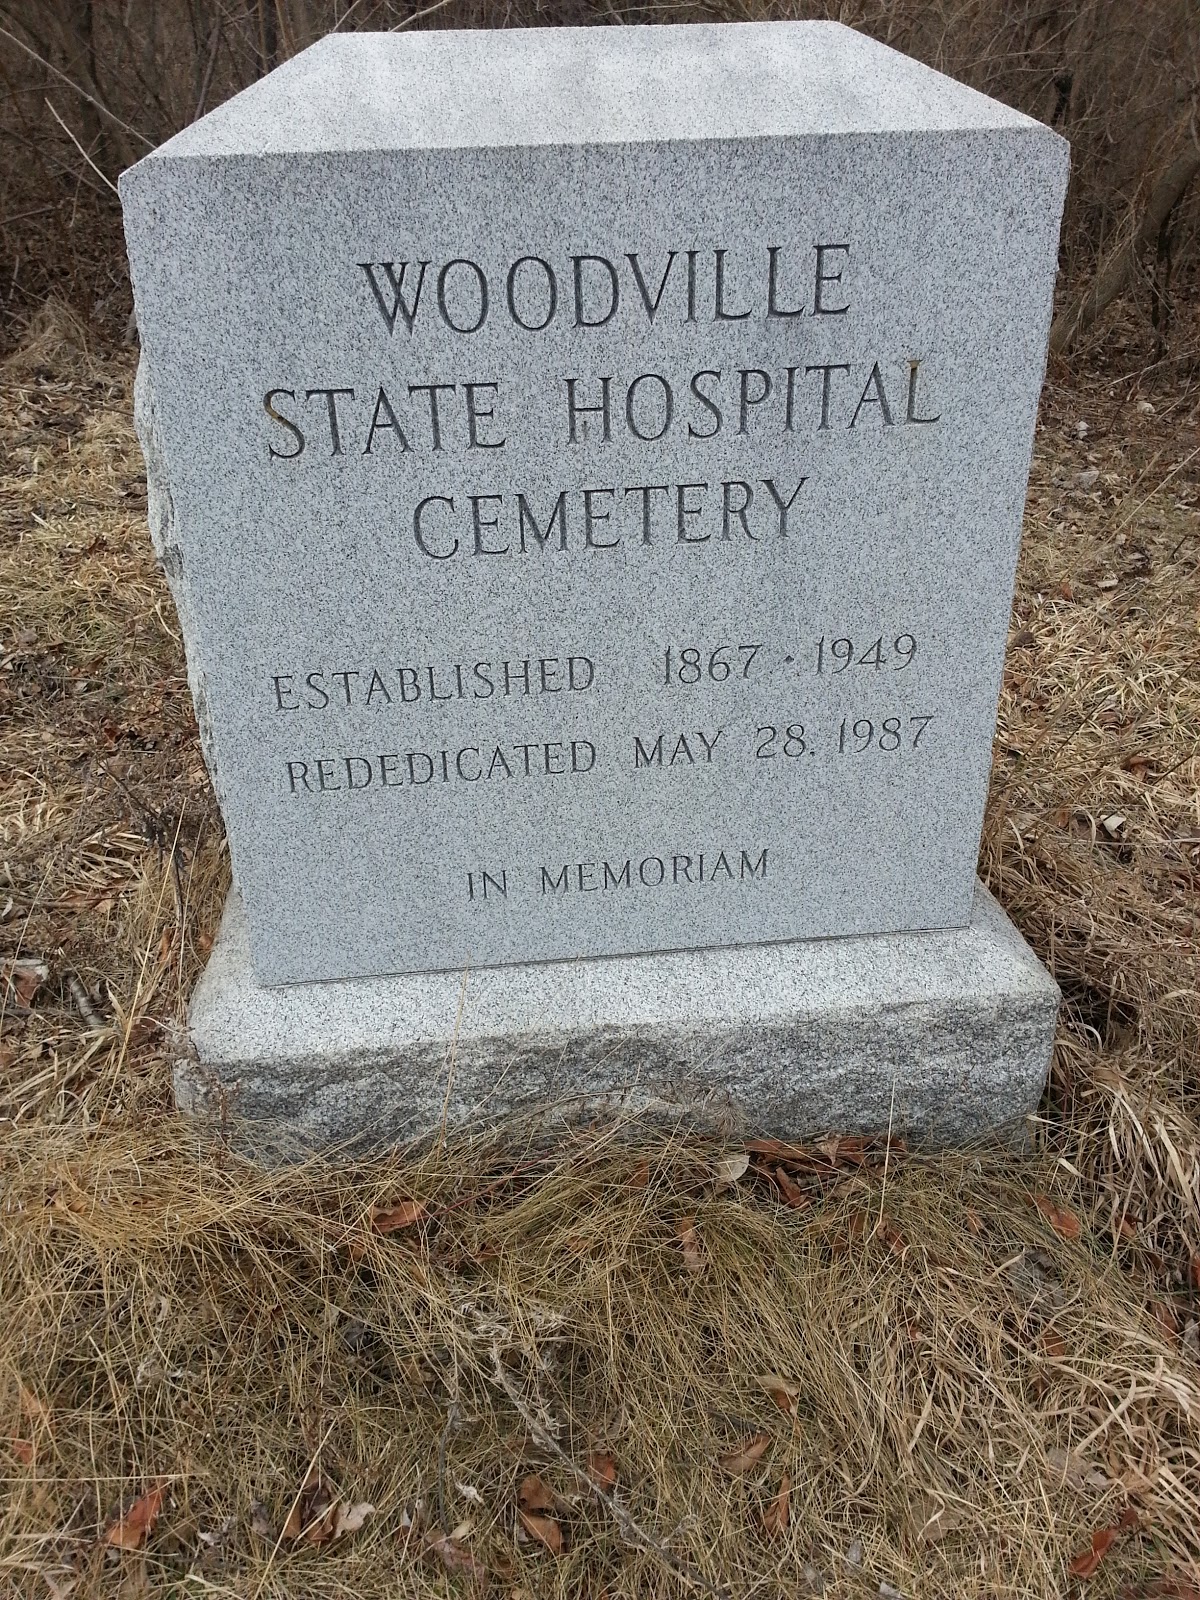 WOODVILLE
STATE HOSPITAL
CEMETERY
ESTABLISHED 1867 · 1949
REDEDICATED MAY 28, 1987
IN MEMORIAM